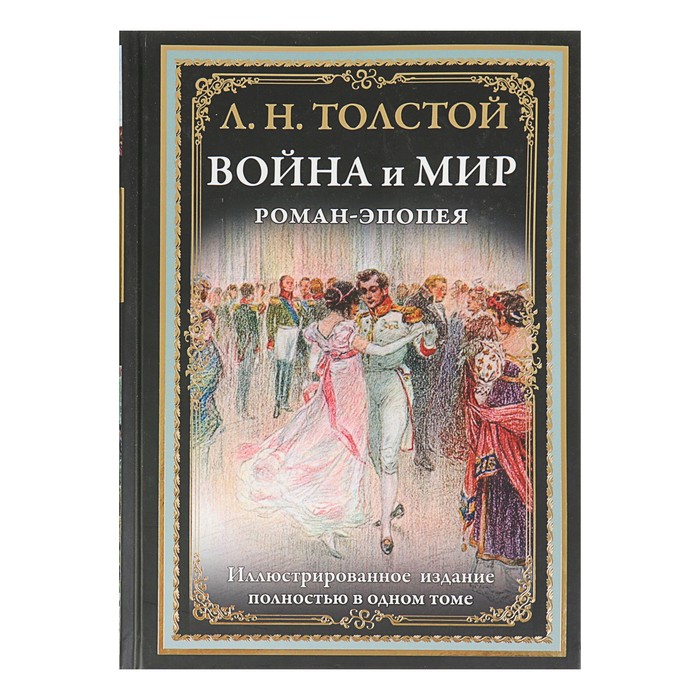 Л. Н. ТОЛСТОЙ
ВОЙНА и МИР
РОМАН-ЭПОПЕЯ
Иллюстрированное издание
полностью в одном томе